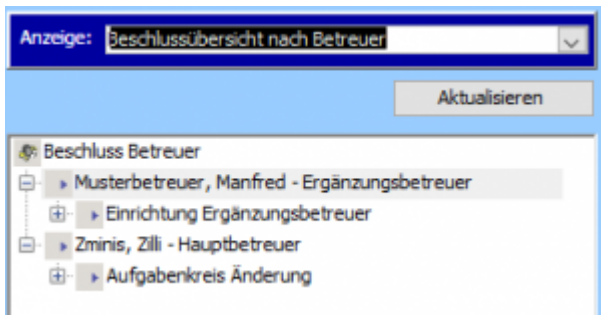 Anzeige: Beschlussübersicht nach Betreuer
Aktualisieren
Beschluss Betreuer
Musterbetreuer, Manfred - Ergänzungsbetreuer
Einrichtung Ergänzungsbetreuer
Zminis, Zilli - Hauptbetreuer
Aufgabenkreis Änderung